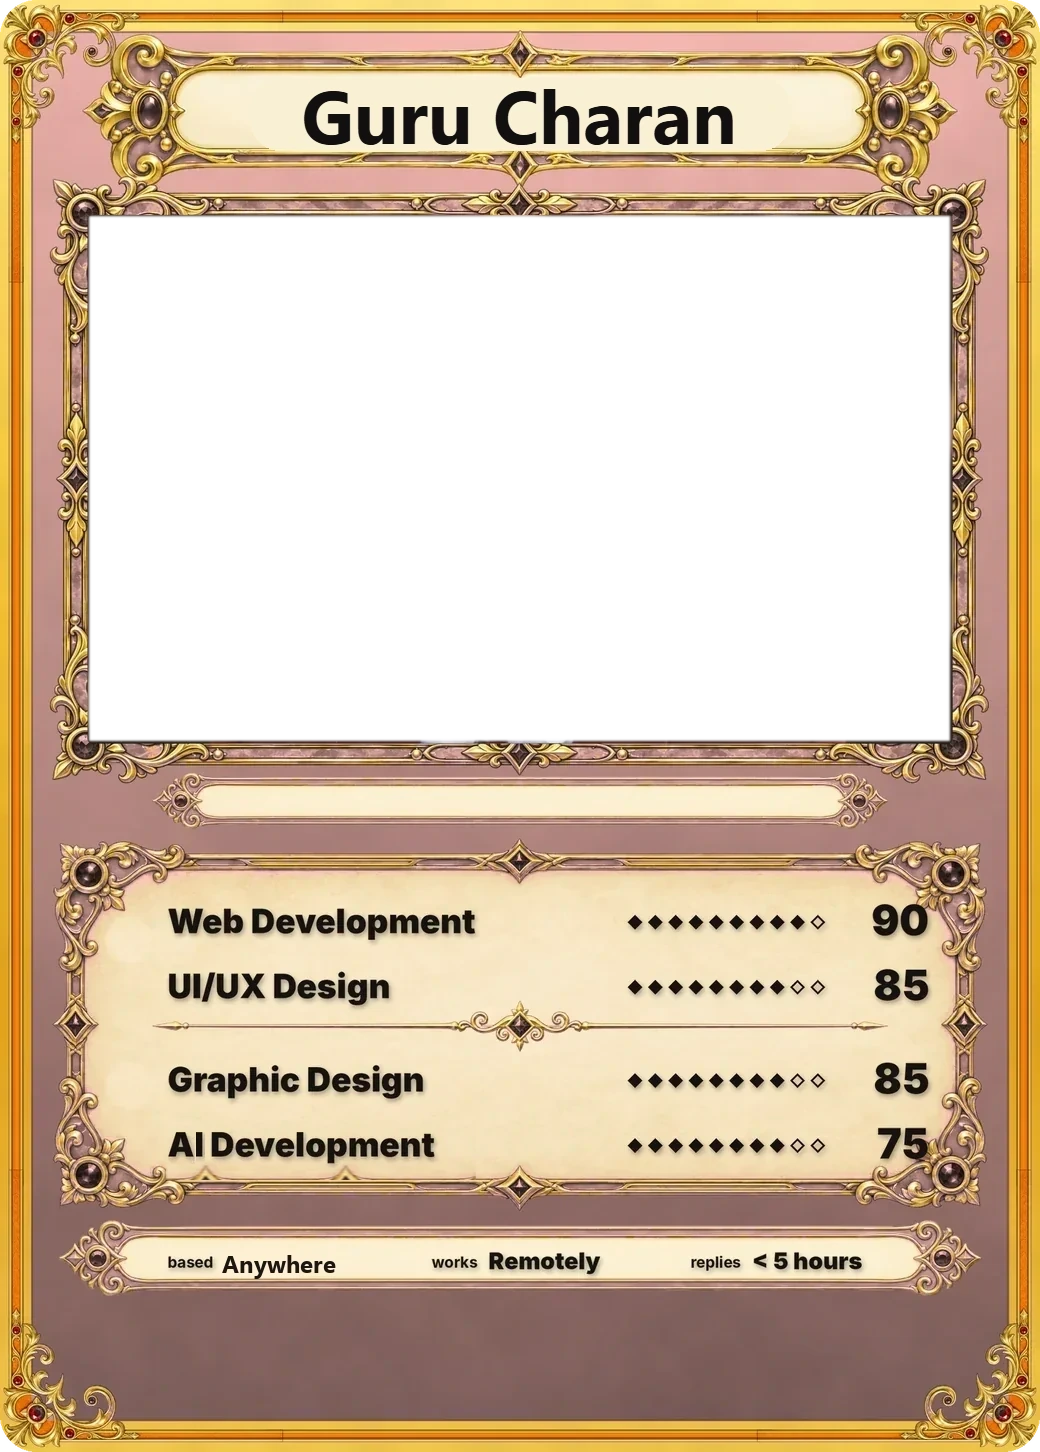 Guru Charan
Web Development ◆◆◆◆◆◆◆◆◆◇ 90
UI/UX Design ◆◆◆◆◆◆◆◆◇◇ 85
Graphic Design ◆◆◆◆◆◆◆◆◇◇ 85
AI Development ◆◆◆◆◆◆◆◆◇◇ 75
based Anywhere works Remotely replies < 5 hours